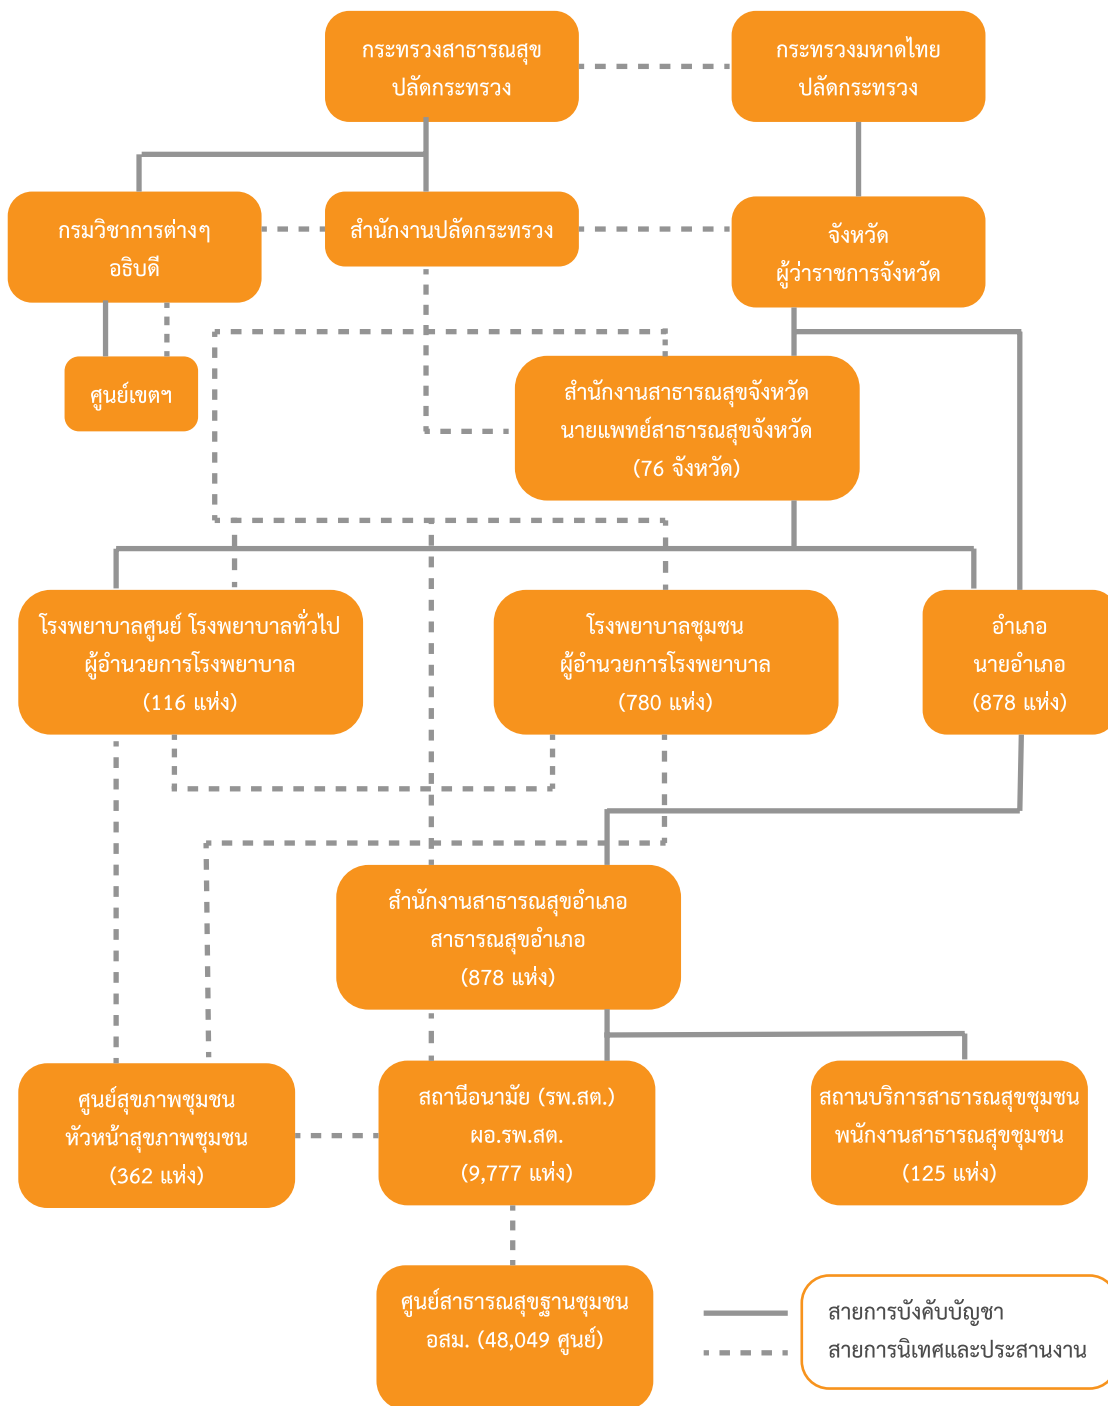 กระทรวงสาธารณสุข
ปลัดกระทรวง
กระทรวงมหาดไทย
ปลัดกระทรวง
กรมวิชาการต่างๆ
อธิบดี
สำนักงานปลัดกระทรวง
จังหวัด
ผู้ว่าราชการจังหวัด
ศูนย์เขตฯ
สำนักงานสาธารณสุขจังหวัด
นายแพทย์สาธารณสุขจังหวัด
(76 จังหวัด)
โรงพยาบาลศูนย์ โรงพยาบาลทั่วไป
ผู้อำนวยการโรงพยาบาล
(116 แห่ง)
โรงพยาบาลชุมชน
ผู้อำนวยการโรงพยาบาล
(780 แห่ง)
อำเภอ
นายอำเภอ
(878 แห่ง)
สำนักงานสาธารณสุขอำเภอ
สาธารณสุขอำเภอ
(878 แห่ง)
ศูนย์สุขภาพชุมชน
หัวหน้าสุขภาพชุมชน
(362 แห่ง)
สถานีอนามัย (รพ.สต.)
ผอ.รพ.สต.
(9,777 แห่ง)
สถานบริการสาธารณสุขชุมชน
พนักงานสาธารณสุขชุมชน
(125 แห่ง)
ศูนย์สาธารณสุขฐานชุมชน
อสม. (48,049 ศูนย์)
สายการบังคับบัญชา
สายการนิเทศและประสานงาน